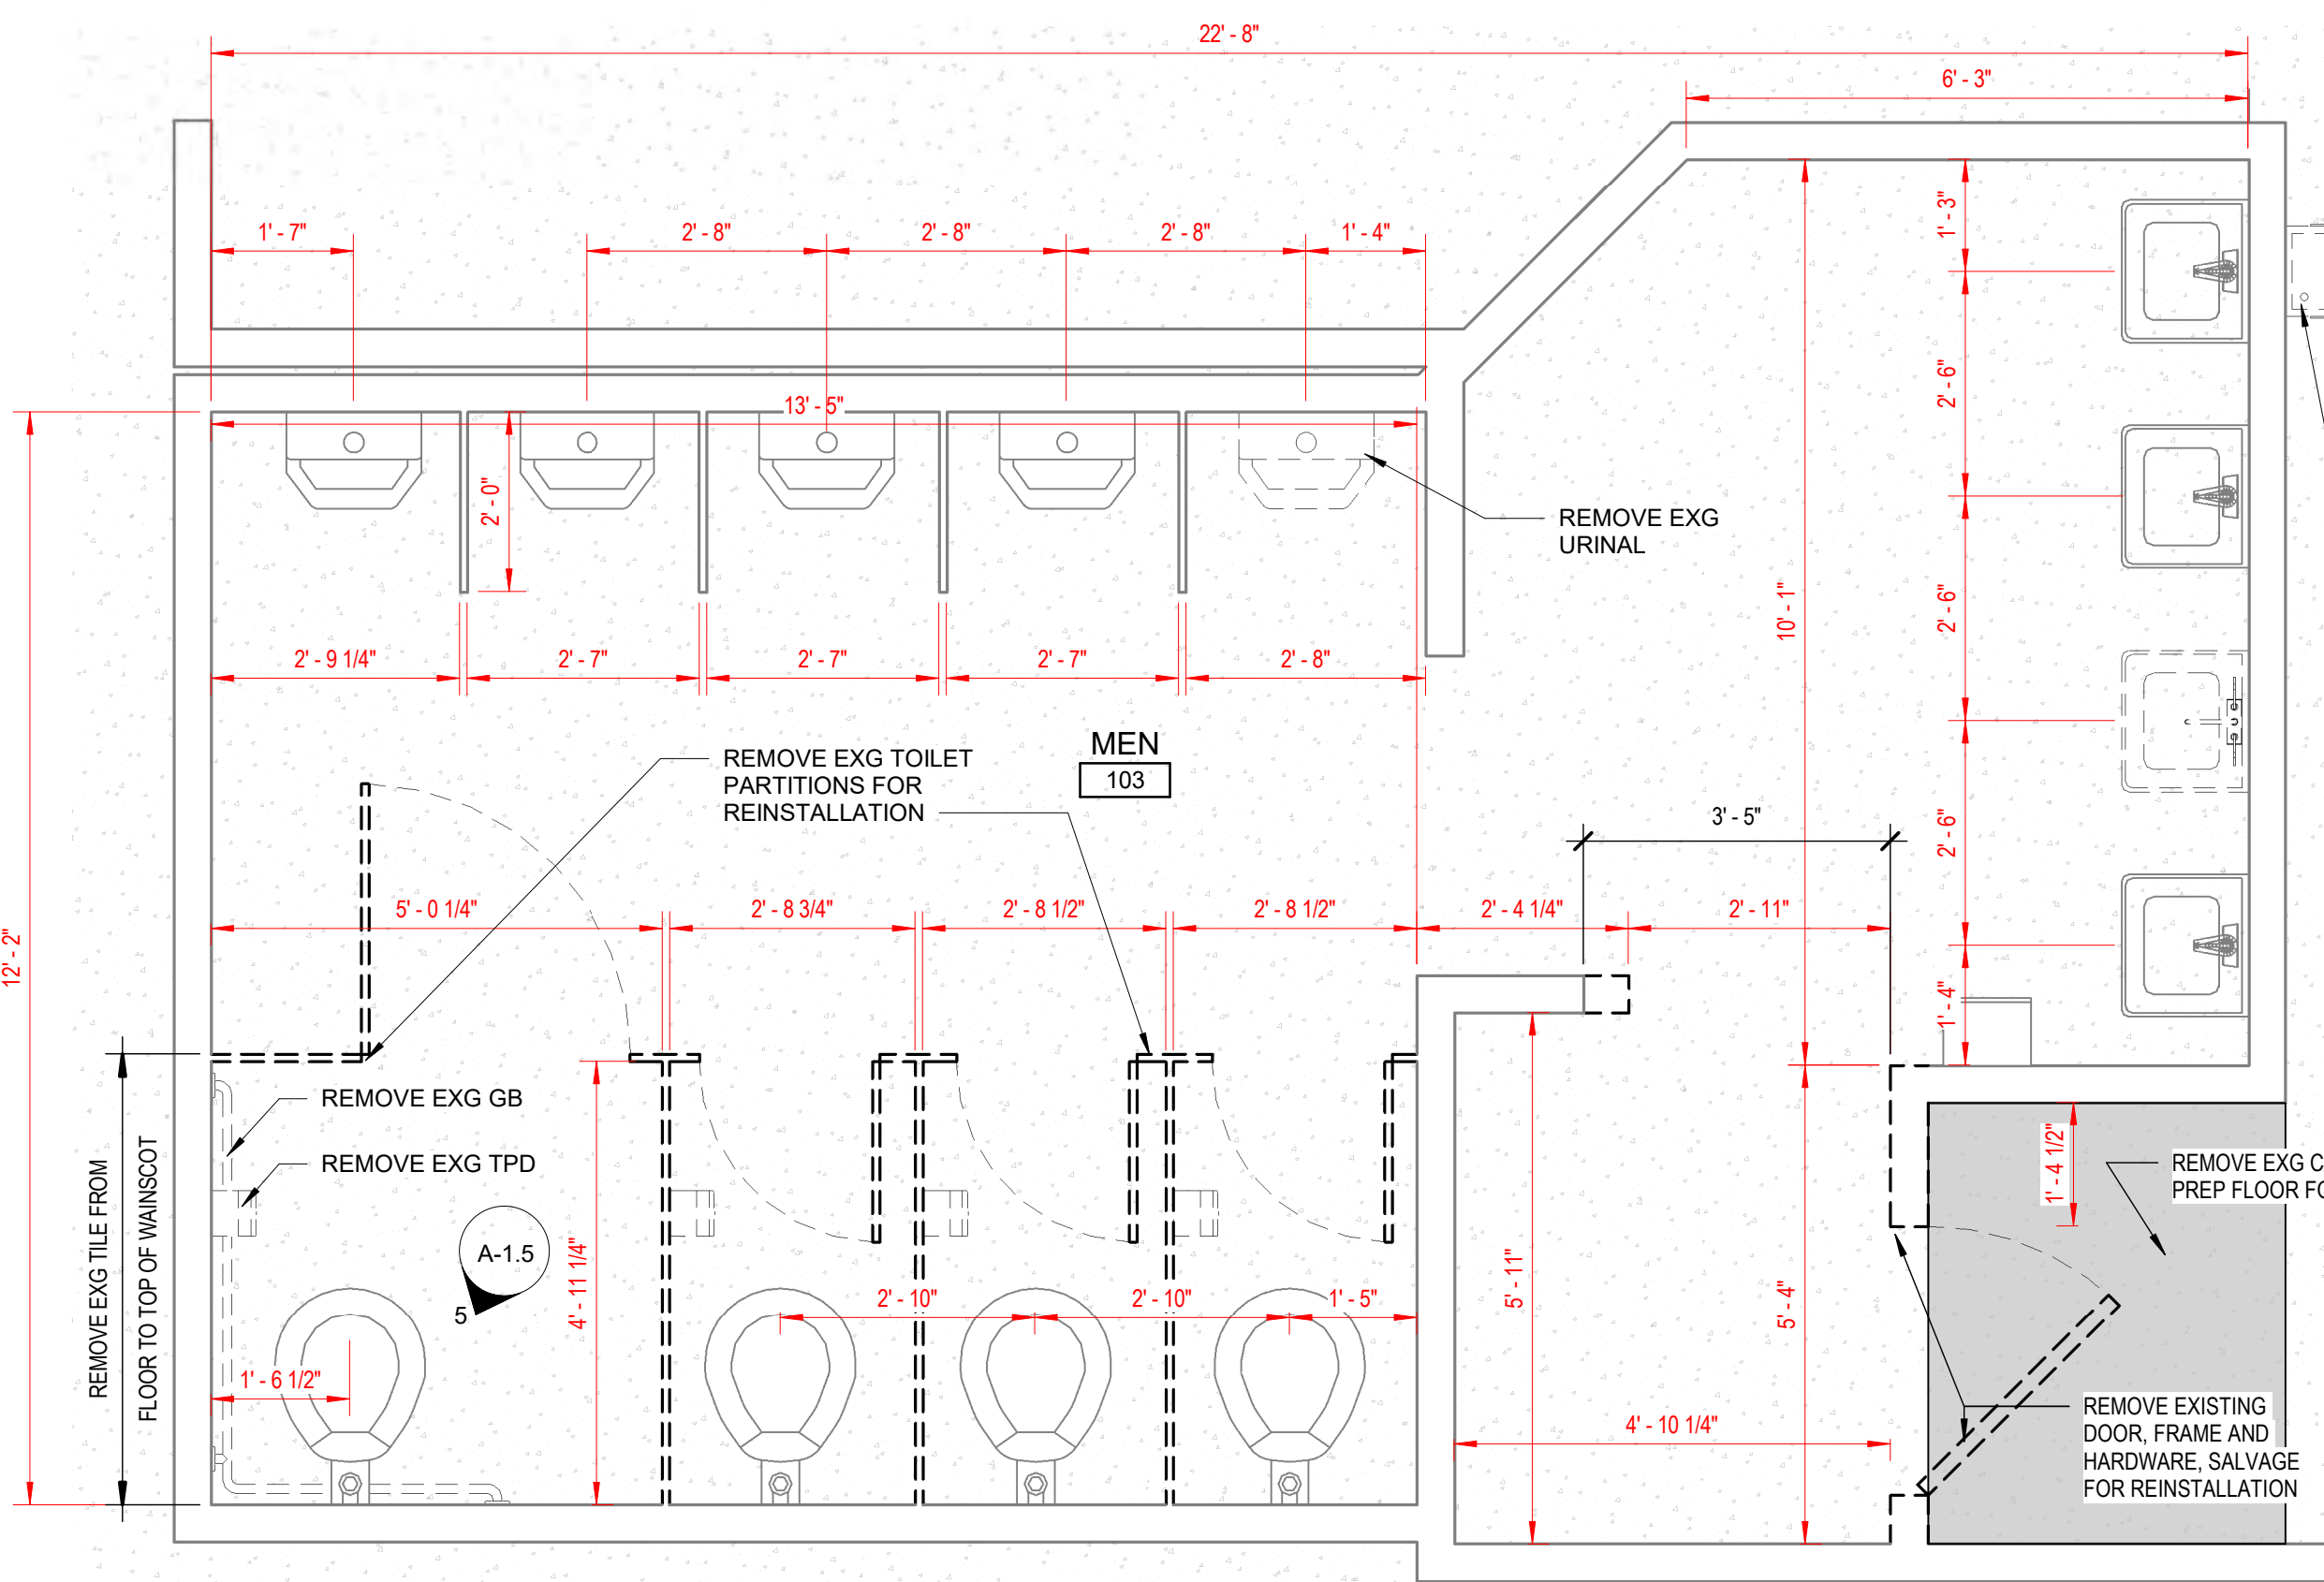 22' - 8"
6' - 3"
1' - 7"
2' - 8"
2' - 8"
2' - 8"
1' - 4"
1' - 3"
13' - 5"
2' - 6"
2' - 0"
REMOVE EXG
URINAL
10' - 1"
2' - 6"
2' - 9 1/4"
2' - 7"
2' - 7"
2' - 7"
2' - 8"
MEN
103
REMOVE EXG TOILET
PARTITIONS FOR
REINSTALLATION
3' - 5"
2' - 6"
12' - 2"
5' - 0 1/4"
2' - 8 3/4"
2' - 8 1/2"
2' - 8 1/2"
2' - 4 1/4"
2' - 11"
1' - 4"
REMOVE EXG GB
REMOVE EXG TPD
REMOVE EXG TILE FROM
FLOOR TO TOP OF WAINSCOT
A-1.5
5
4' - 11 1/4"
2' - 10"
2' - 10"
1' - 5"
5' - 11"
5' - 4"
1' - 4 1/2"
REMOVE EXG C
PREP FLOOR FO
1' - 6 1/2"
4' - 10 1/4"
REMOVE EXISTING
DOOR, FRAME AND
HARDWARE, SALVAGE
FOR REINSTALLATION